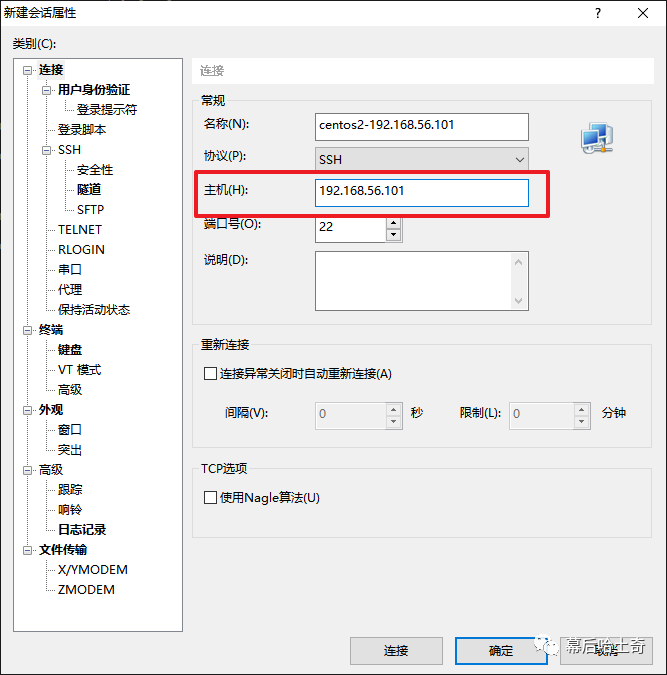 新建会话属性
类别(C):
连接
用户身份验证
登录提示符
登录脚本
SSH
安全性
隧道
SFTP
TELNET
RLOGIN
串口
代理
保持活动状态
终端
键盘
VT 模式
高级
外观
窗口
突出
高级
跟踪
响铃
日志记录
文件传输
X/YMODEM
ZMODEM
连接
常规
名称(N):
centos2-192.168.56.101
协议(P):
SSH
主机(H):
192.168.56.101
端口号(O):
22
说明(D):
重新连接
连接异常关闭时自动重新连接(A)
间隔(V): 0 秒 限制(L): 0 分钟
TCP选项
使用Nagle算法(U)
连接 确定 取消
幕后哈土奇